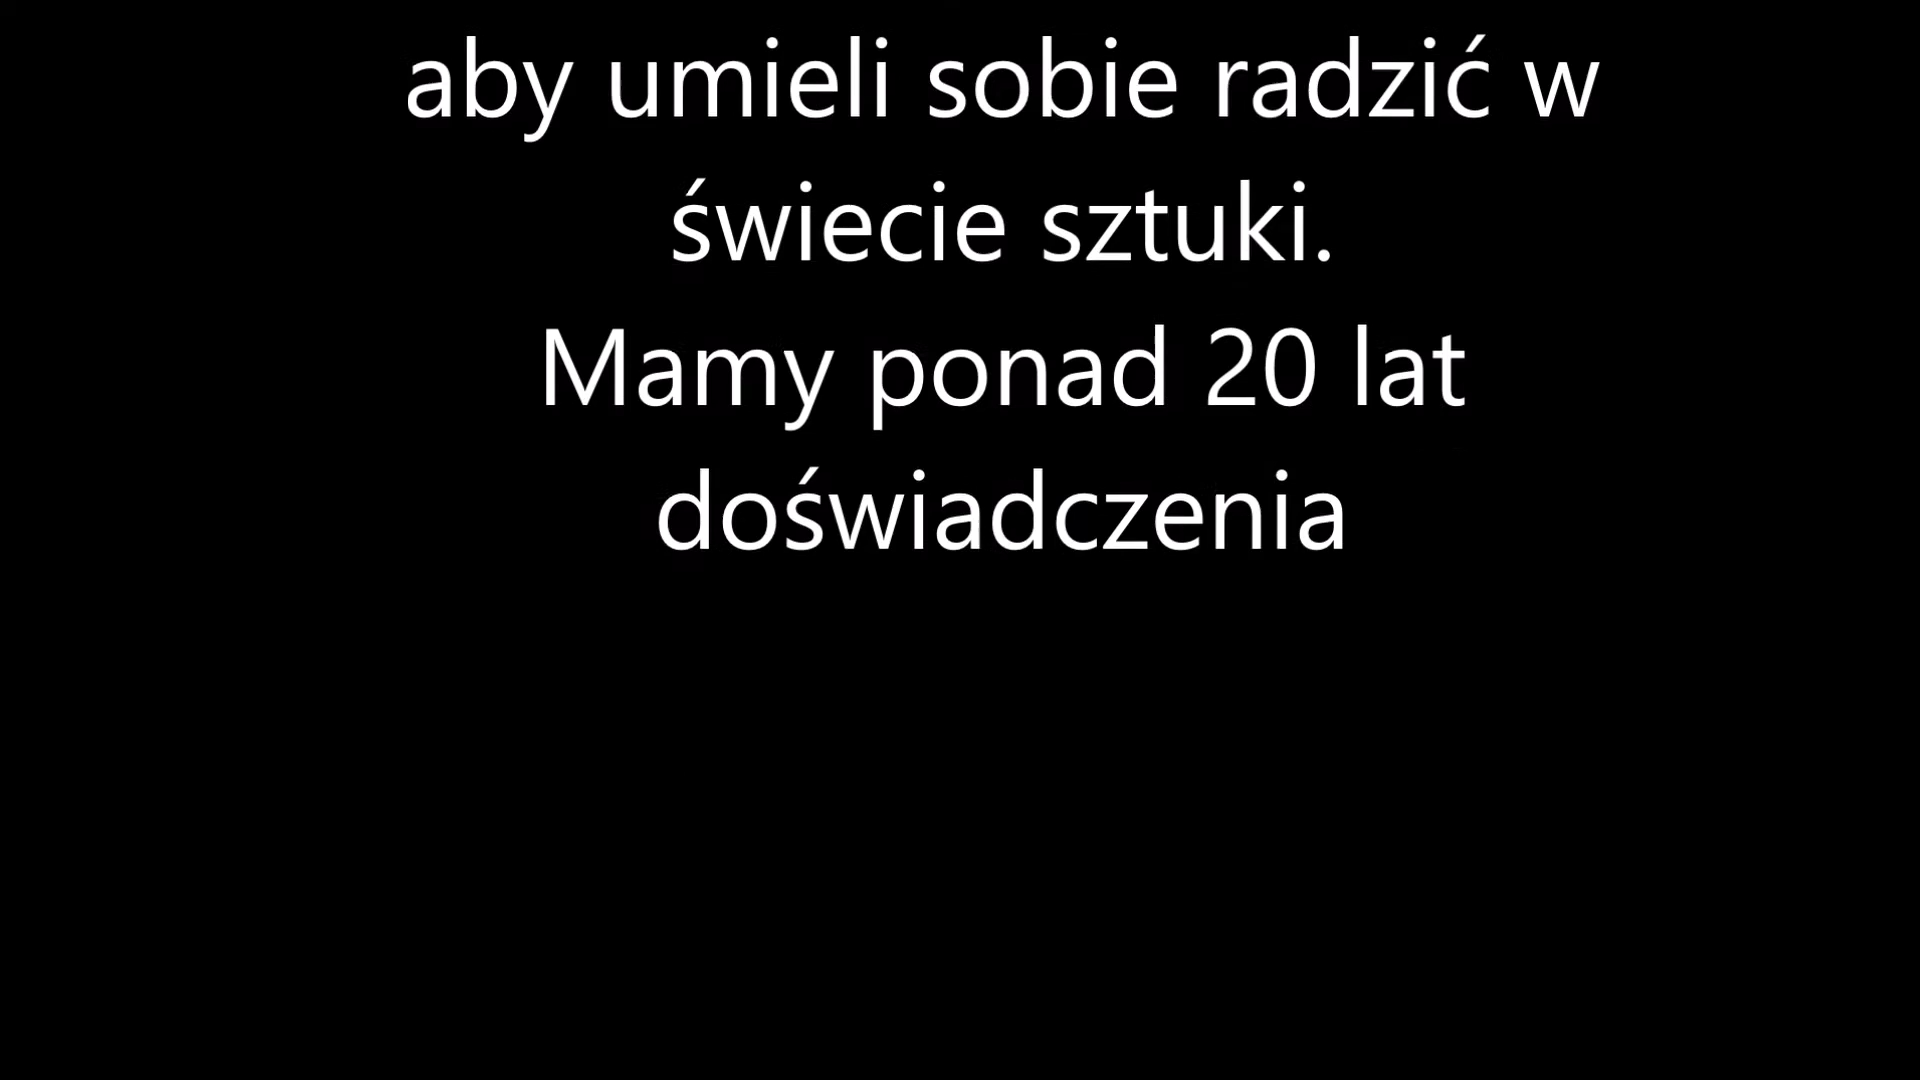 aby umieli sobie radzić w
świecie sztuki.
Mamy ponad 20 lat
doświadczenia